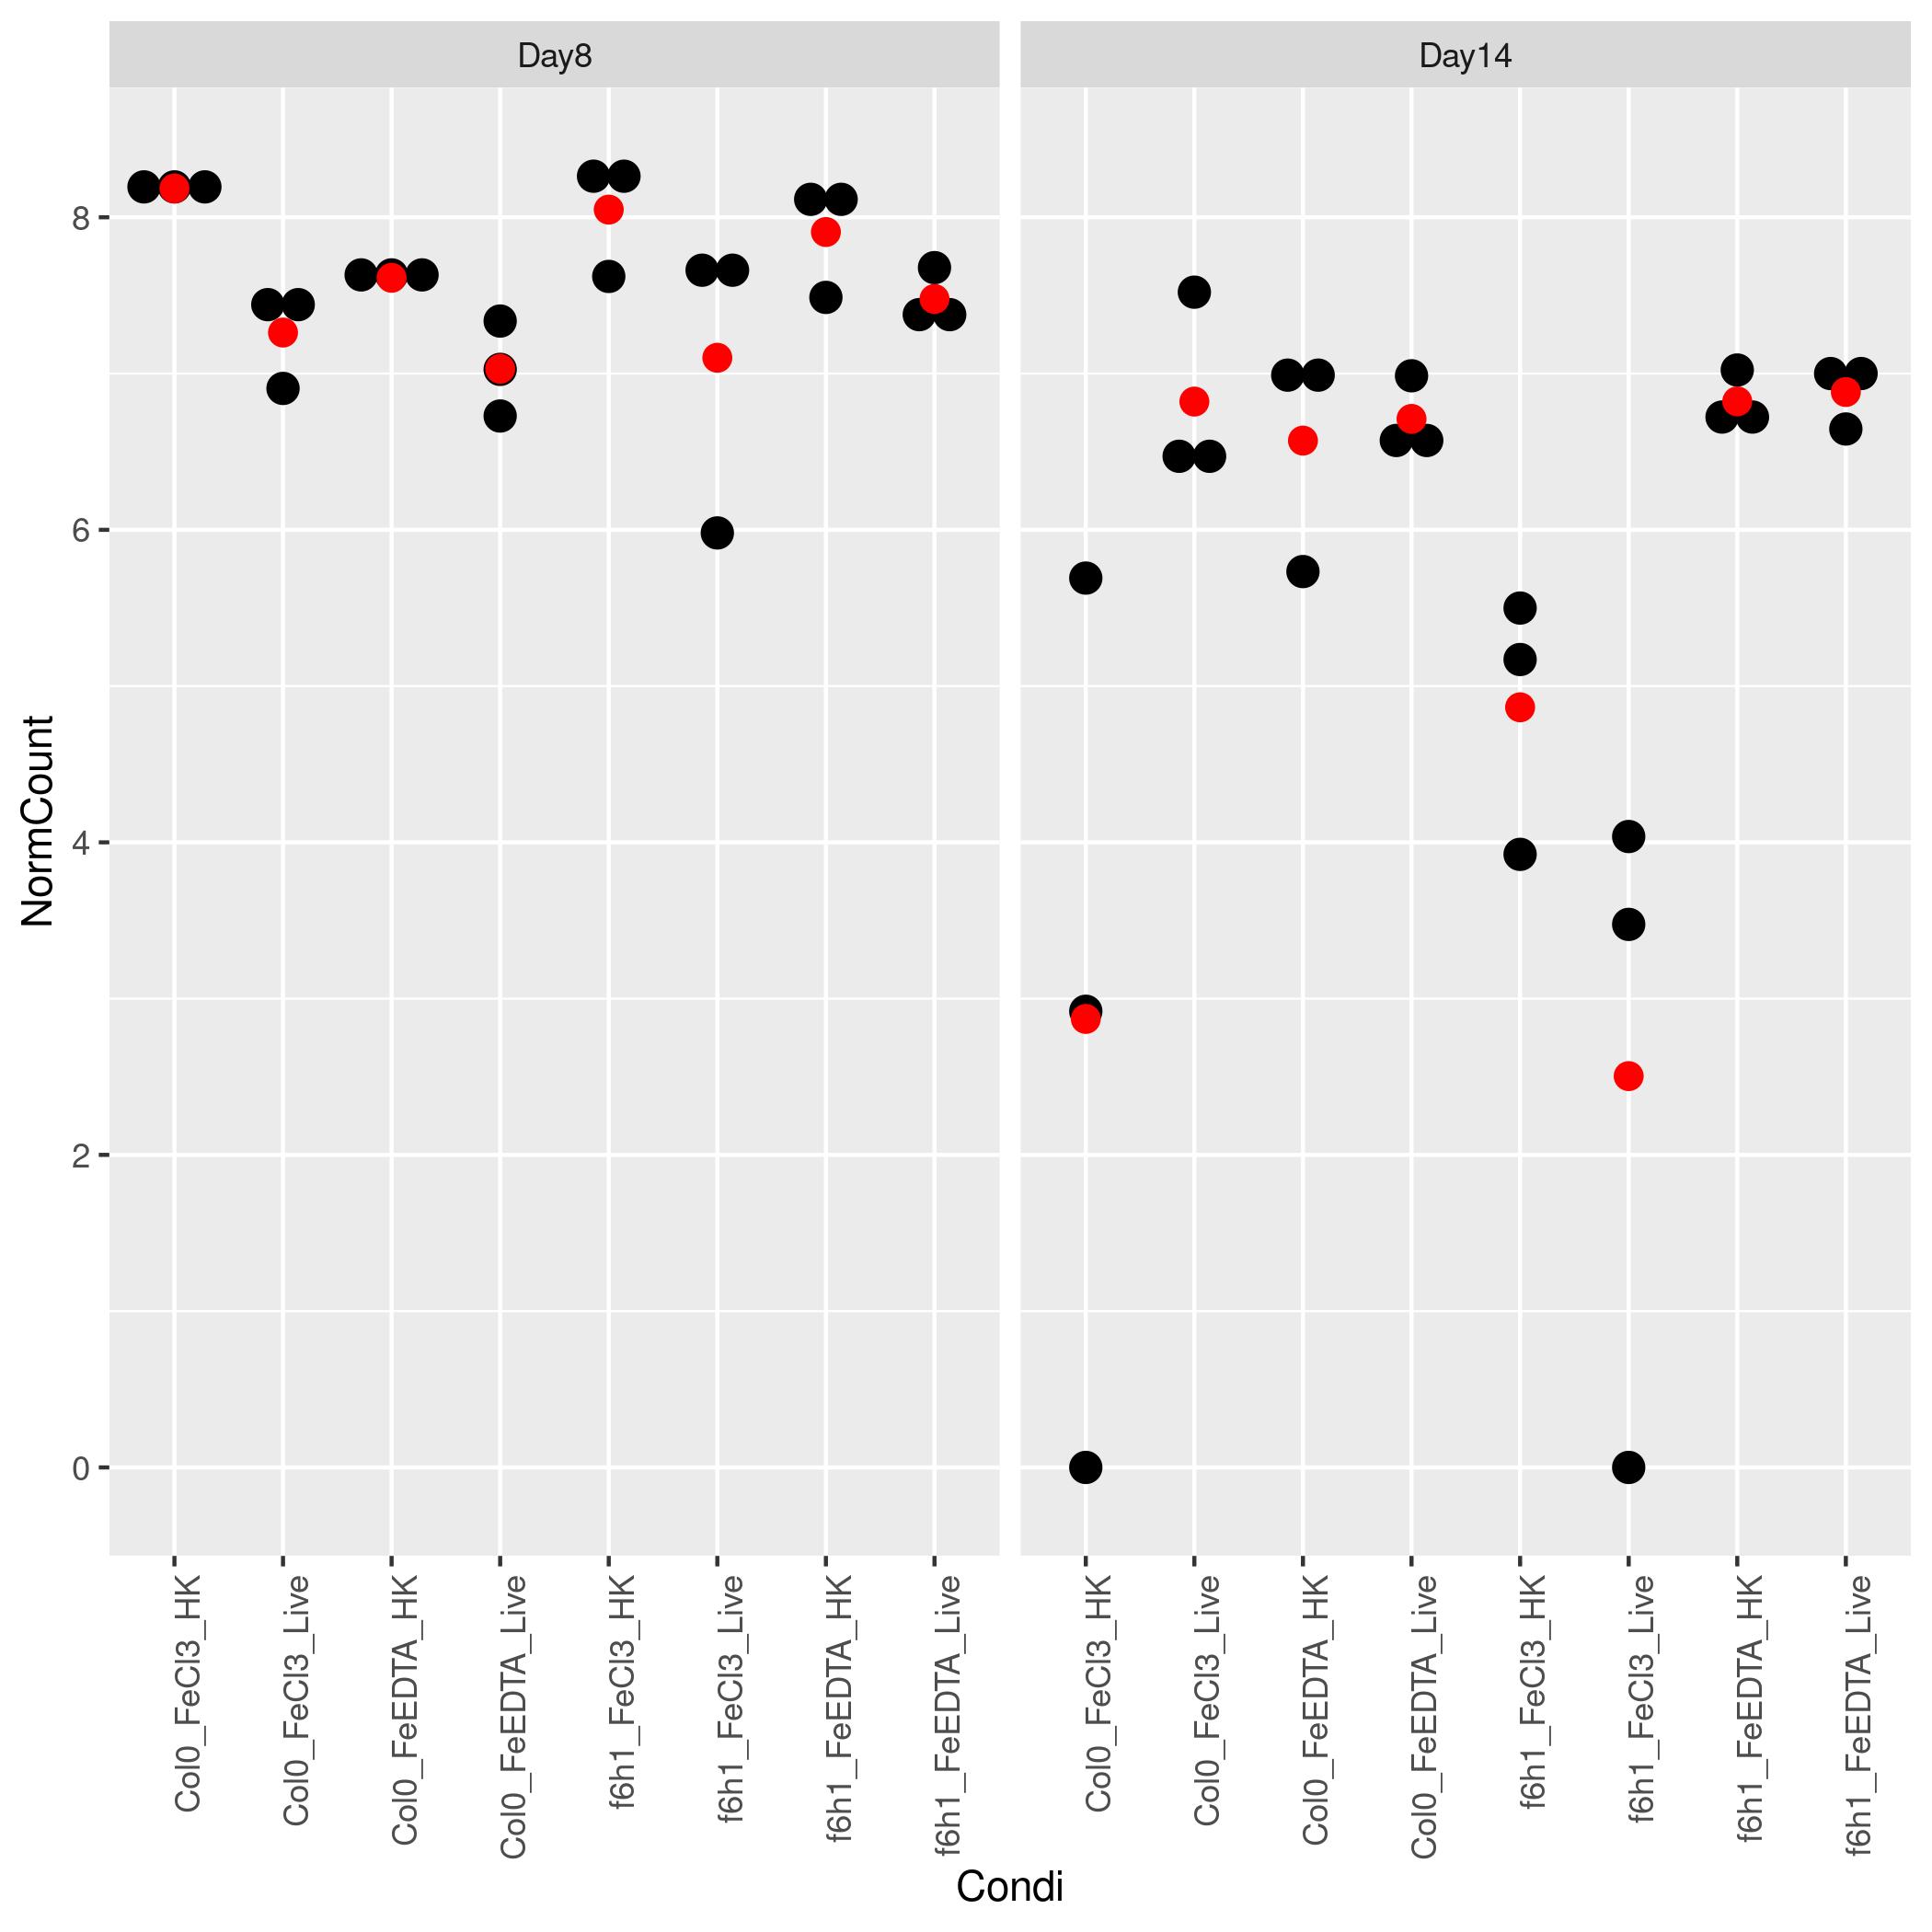 Day8
Day14
NormCount
8
6
4
2
0
Col0_FeCl3_HK
Col0_FeCl3_Live
Col0_FeEDTA_HK
Col0_FeEDTA_Live
f6h1_FeCl3_HK
f6h1_FeCl3_Live
f6h1_FeEDTA_HK
f6h1_FeEDTA_Live
Col0_FeCl3_HK
Col0_FeCl3_Live
Col0_FeEDTA_HK
Col0_FeEDTA_Live
f6h1_FeCl3_HK
f6h1_FeCl3_Live
f6h1_FeEDTA_HK
f6h1_FeEDTA_Live
Condi